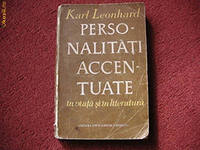 Karl Leonhard
PERSO-
NALITĂȚI
ACCEN-
TUATE
în viață și în literatură